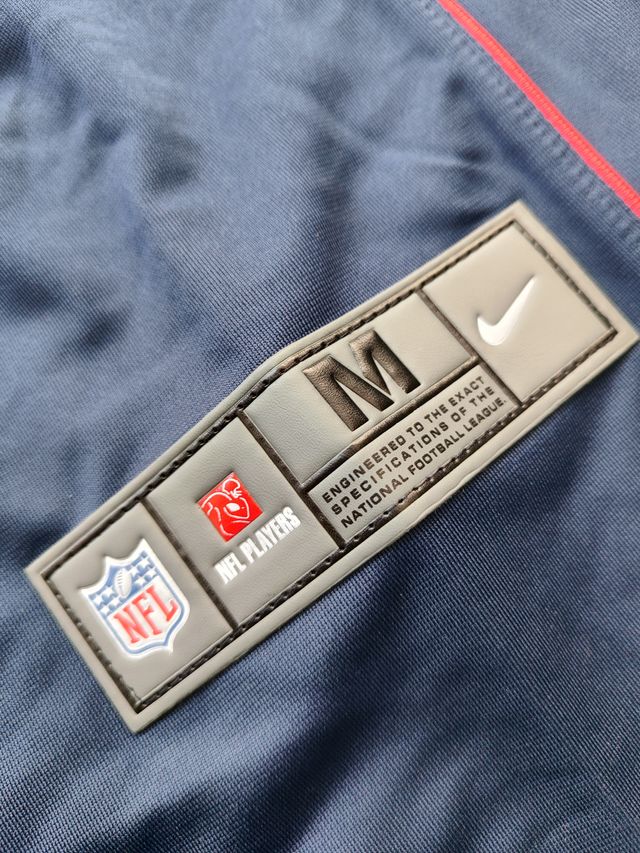 NFL
NFL PLAYERS
M
ENGINEERED TO THE EXACT
SPECIFICATIONS OF THE
NATIONAL FOOTBALL LEAGUE.